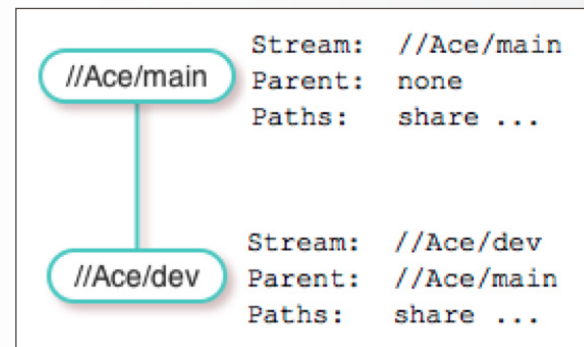 //Ace/main
Stream: //Ace/main
Parent: none
Paths: share ...
//Ace/dev
Stream: //Ace/dev
Parent: //Ace/main
Paths: share ...